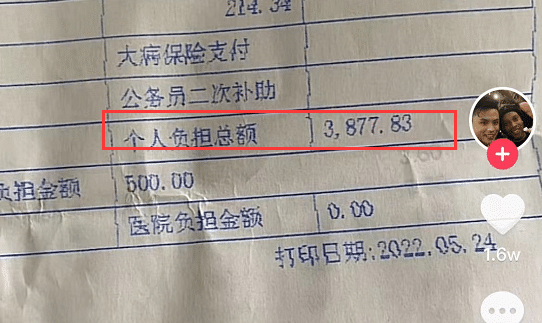 214.34
大病保险支付
公务员二次补助
个人负担总额 3,877.83
负担金额 500.00
医院负担金额 0.00
打印日期:2022.05.24
1.6w